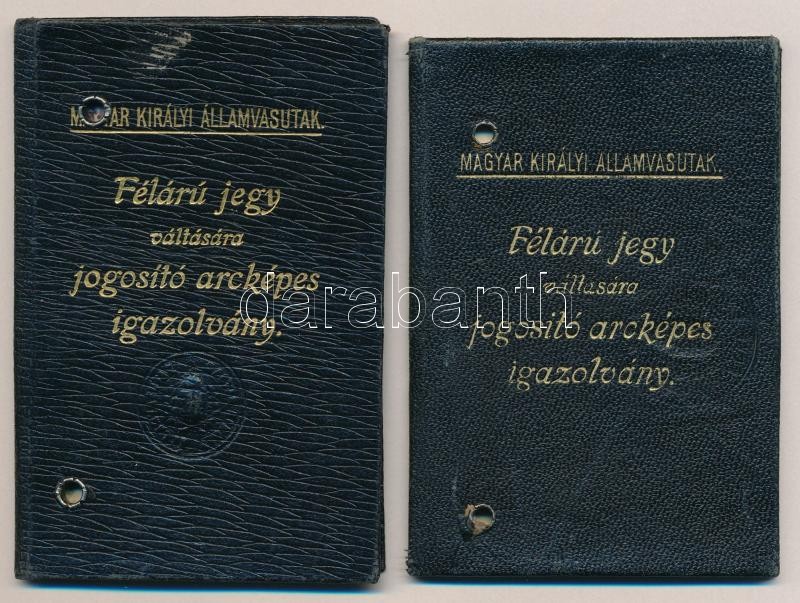 MAGYAR KIRÁLYI ÁLLAMVASUTAK.
Félárú jegy
váltására
jogosító arcképes
igazolvány.
MAGYAR KIRÁLYI ÁLLAMVASUTAK.
Félárú jegy
váltására
jogosító arcképes
igazolvány.
darabanth